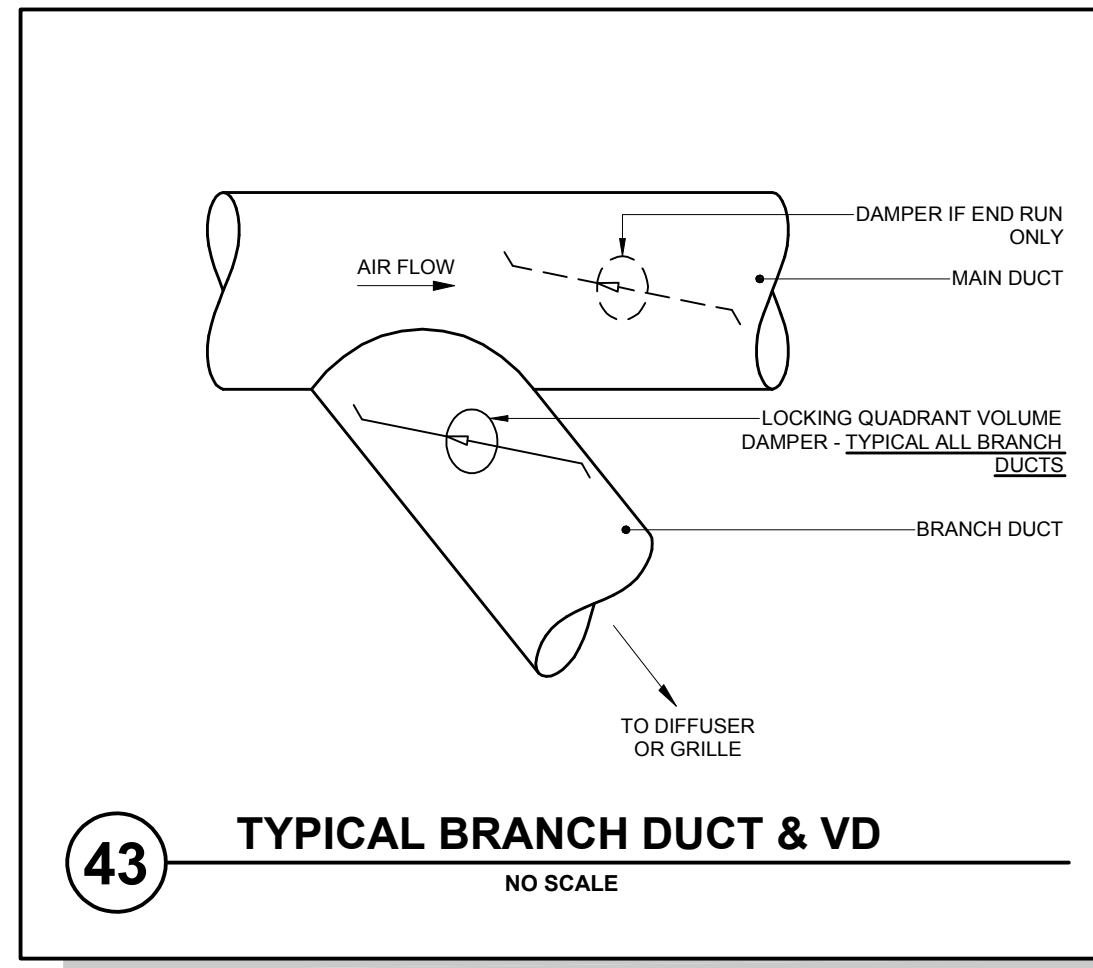 DAMPER IF END RUN
ONLY
AIR FLOW
MAIN DUCT
LOCKING QUADRANT VOLUME
DAMPER - TYPICAL ALL BRANCH
DUCTS
BRANCH DUCT
TO DIFFUSER
OR GRILLE
43
TYPICAL BRANCH DUCT & VD
NO SCALE